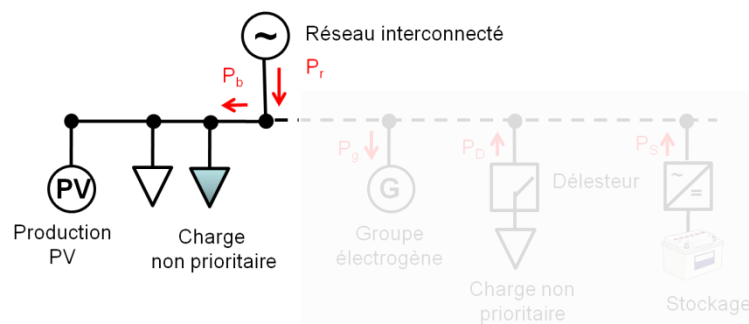 ~
Réseau interconnecté
Pb
Pr
PV
Production
PV
Charge
non prioritaire
Pg
G
Groupe
électrogène
PD
Délesteur
Charge non
prioritaire
PS
~
=
Stockage